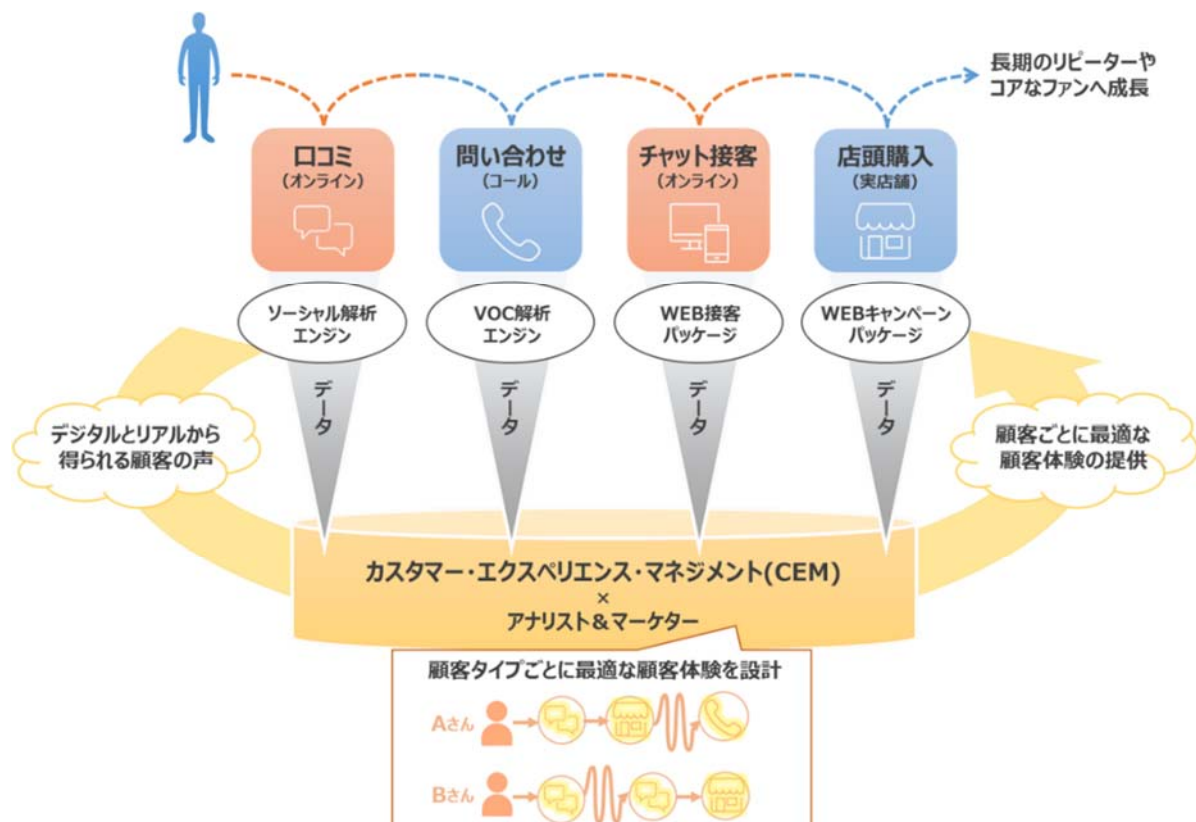 長期のリピーターや
コアなファンへ成長
口コミ
(オンライン)
問い合わせ
(コール)
チャット接客
(オンライン)
店頭購入
(実店舗)
ソーシャル解析
エンジン
VOC解析
エンジン
WEB接客
パッケージ
WEBキャンペーン
パッケージ
データ
データ
データ
データ
デジタルとリアルから
得られる顧客の声
顧客ごとに最適な
顧客体験の提供
カスタマー・エクスペリエンス・マネジメント(CEM)
×
アナリスト&マーケター
顧客タイプごとに最適な顧客体験を設計
Aさん
Bさん